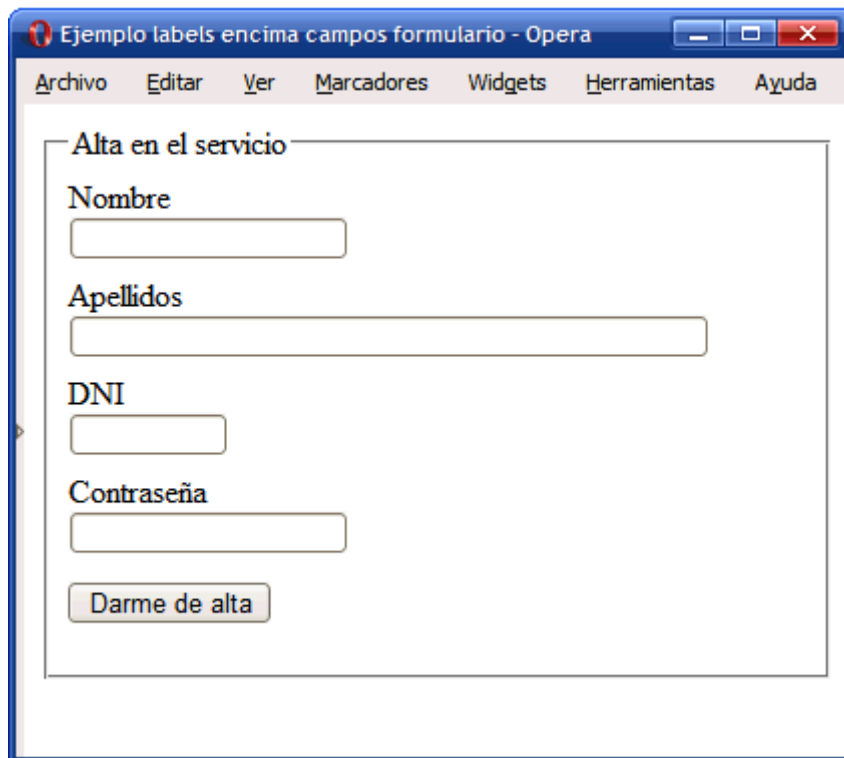 Ejemplo labels encima campos formulario - Opera
Archivo Editar Ver Marcadores Widgets Herramientas Ayuda
Alta en el servicio
Nombre
Apellidos
DNI
Contraseña
Darme de alta